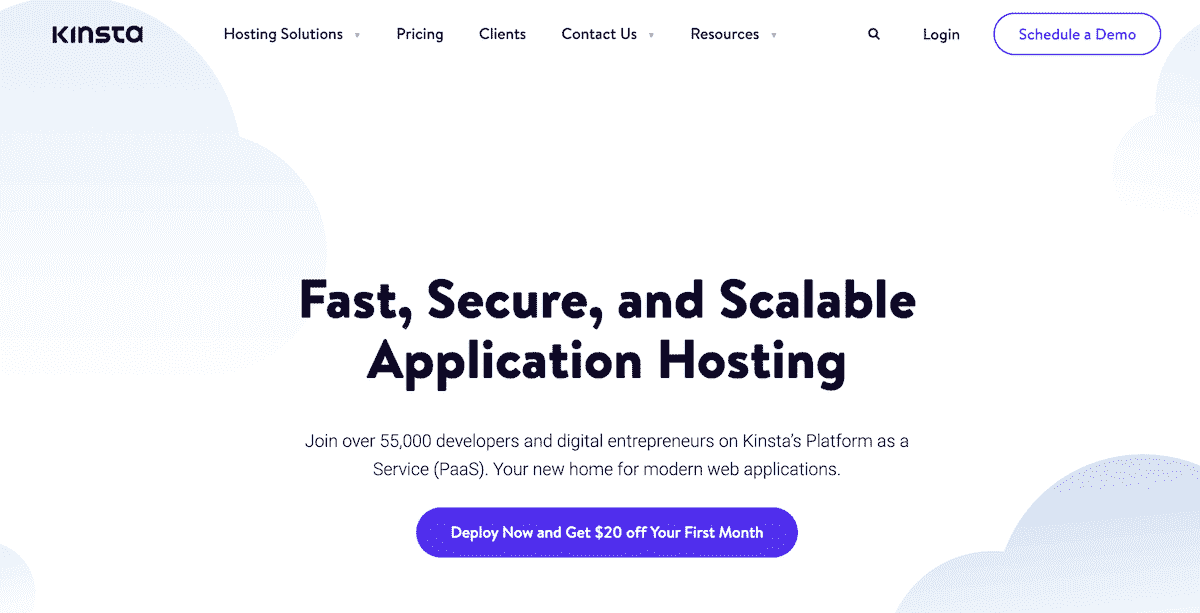 KINSTA
Hosting Solutions
Pricing
Clients
Contact Us
Resources
Login
Schedule a Demo
Fast, Secure, and Scalable
Application Hosting
Join over 55,000 developers and digital entrepreneurs on Kinsta's Platform as a
Service (PaaS). Your new home for modern web applications.
Deploy Now and Get $20 off Your First Month